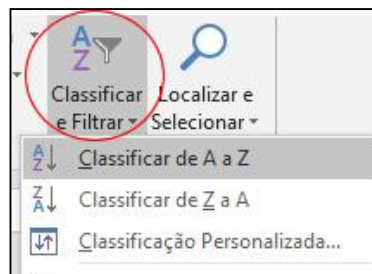 Classificar
e Filtrar
Localizar e
Selecionar
Classificar de A a Z
Classificar de Z a A
Classificação Personalizada...